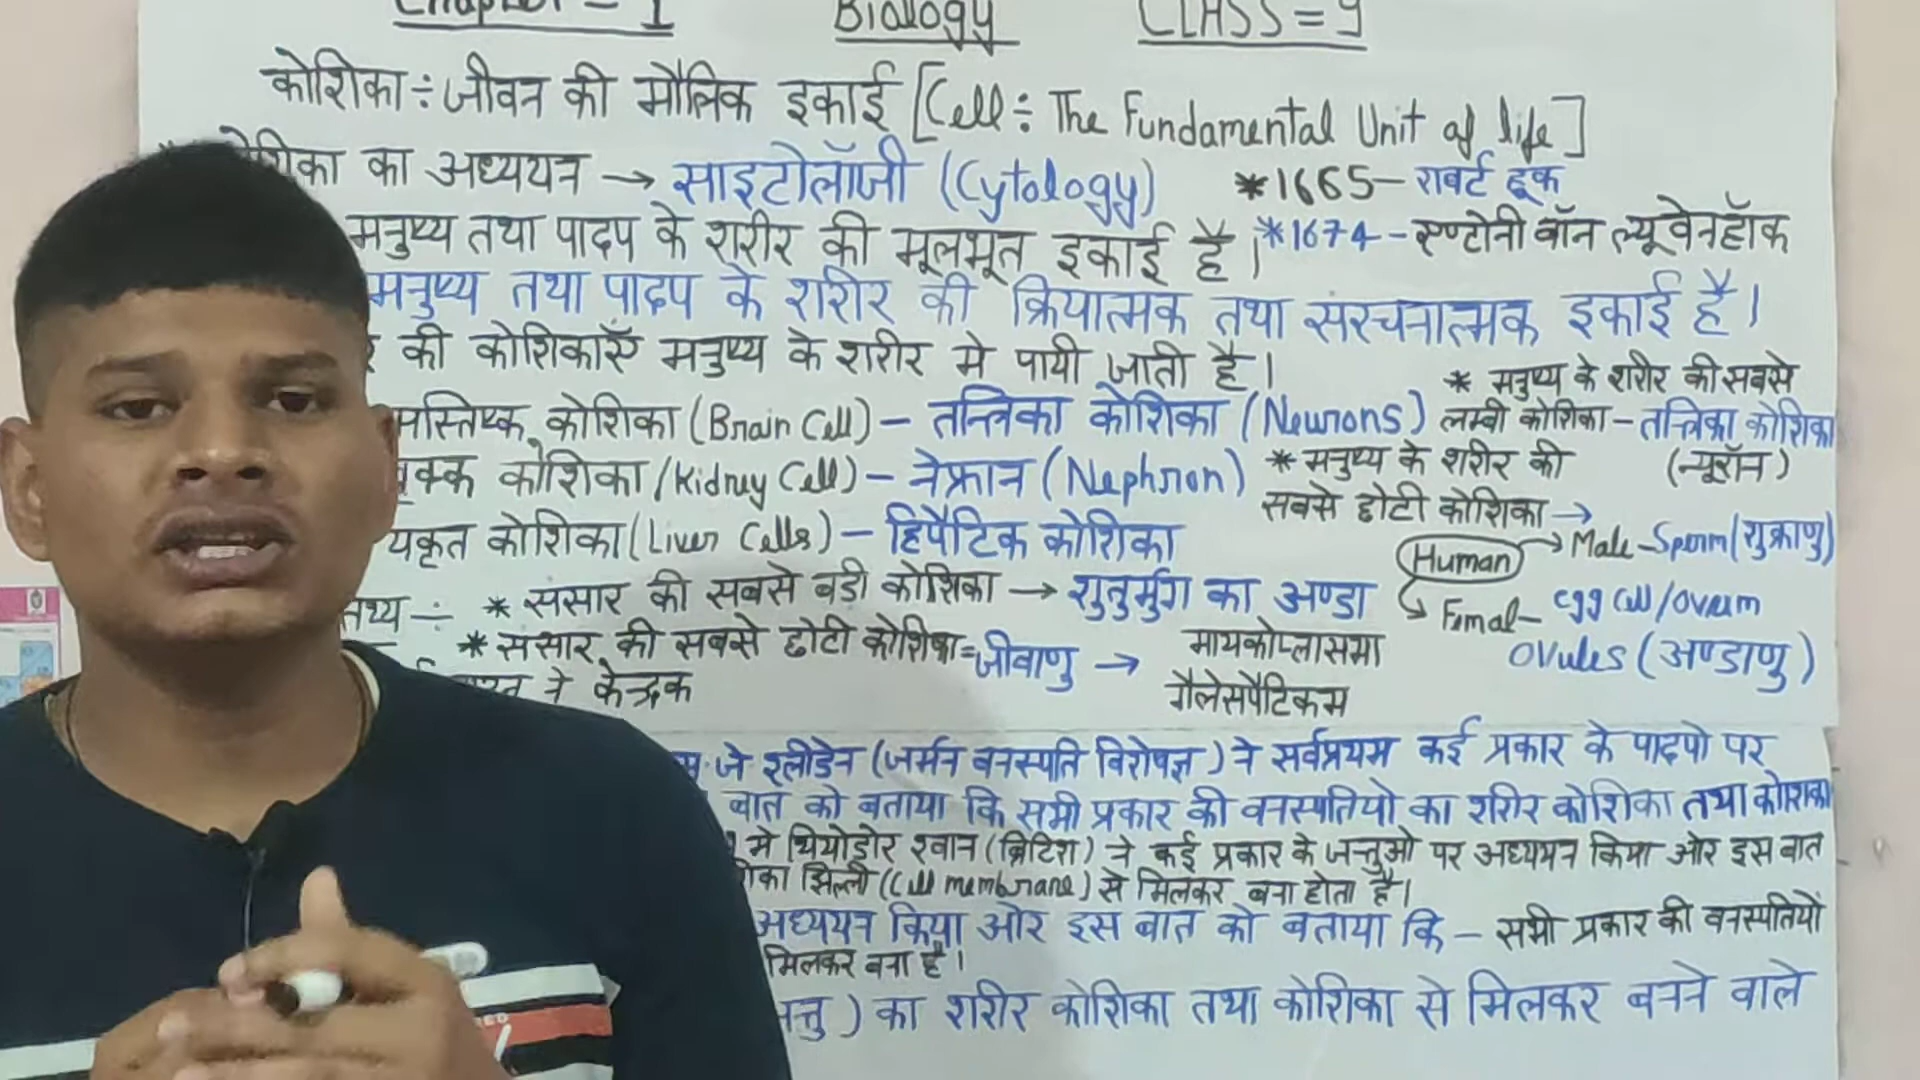 Chapter = 1 Biology CLASS = 9
कोशिका ÷ जीवन की मौलिक इकाई [Cell ÷ The Fundamental Unit of life]
का अध्ययन → साइटोलॉजी (Cytology) *1665 - राबर्ट हूक
मनुष्य तथा पादप के शरीर की मूलभूत इकाई है। *1674 - एण्टोनी वॉन ल्यूवेनहॉक
मनुष्य तथा पादप के शरीर की क्रियात्मक तथा संरचनात्मक इकाई है।
की कोशिकाएँ मनुष्य के शरीर मे पायी जाती है।
* मनुष्य के शरीर की सबसे
लम्बी कोशिका - तन्त्रिका कोशिका
(न्यूरॉन)
मस्तिष्क कोशिका (Brain Cell) - तन्त्रिका कोशिका (Neurons)
वृक्क कोशिका (Kidney Cell) - नेफ्रान (Nephron)
* मनुष्य के शरीर की
सबसे छोटी कोशिका →
Human → Male - Sperm (शुक्राणु)
Femal - egg cell/ovum
Ovules (अण्डाणु)
यकृत कोशिका (Liver Cells) - हिपैटिक कोशिका
तथ्य ÷ * संसार की सबसे बडी कोशिका → शुतुर्मुर्ग का अण्डा
* संसार की सबसे छोटी कोशिका = जीवाणु → मायकोप्लासमा
गैलेसपैटिकम
ने केन्द्रक
जे श्लीडेन (जर्मन वनस्पति विशेषज्ञ) ने सर्वप्रथम कई प्रकार के पादपो पर
बात को बताया कि सभी प्रकार की वनस्पतियो का शरीर कोशिका तथा कोशिका
मे थियोडोर श्वान (ब्रिटिश) ने कई प्रकार के जन्तुओ पर अध्ययन किया और इस बात
झिल्ली (Cell membrane) से मिलकर बना होता है।
अध्ययन किया और इस बात को बताया कि - सभी प्रकार की वनस्पतियों
मिलकर बना है।
) का शरीर कोशिका तथा कोशिका से मिलकर बनने वाले